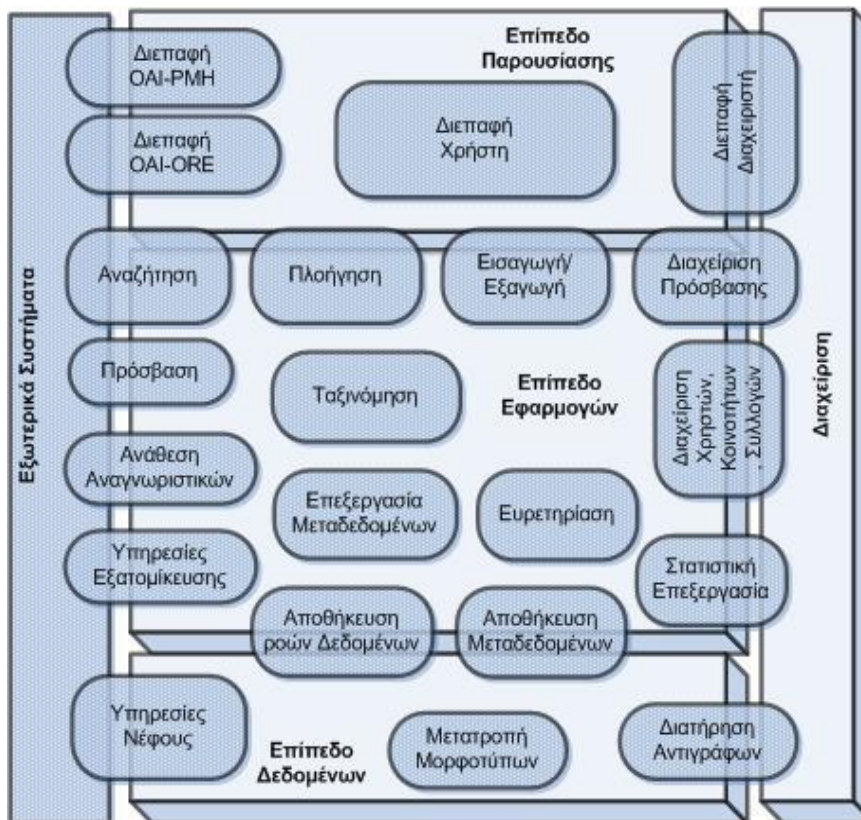 Εξωτερικά Συστήματα
Διεπαφή
OAI-PMH
Επίπεδο
Παρουσίασης
Διεπαφή
OAI-ORE
Διεπαφή
Χρήστη
Διεπαφή
Διαχειριστή
Αναζήτηση
Πλοήγηση
Εισαγωγή/
Εξαγωγή
Διαχείριση
Πρόσβασης
Πρόσβαση
Ταξινόμηση
Επίπεδο
Εφαρμογών
Διαχείριση
Χρηστών,
Κοινοτήτων
, Συλλογών
Ανάθεση
Αναγνωριστικών
Επεξεργασία
Μεταδεδομένων
Ευρετηρίαση
Υπηρεσίες
Εξατομίκευσης
Στατιστική
Επεξεργασία
Αποθήκευση
ροών Δεδομένων
Αποθήκευση
Μεταδεδομένων
Υπηρεσίες
Νέφους
Επίπεδο
Δεδομένων
Μετατροπή
Μορφοτύπων
Διατήρηση
Αντιγράφων
Διαχείριση